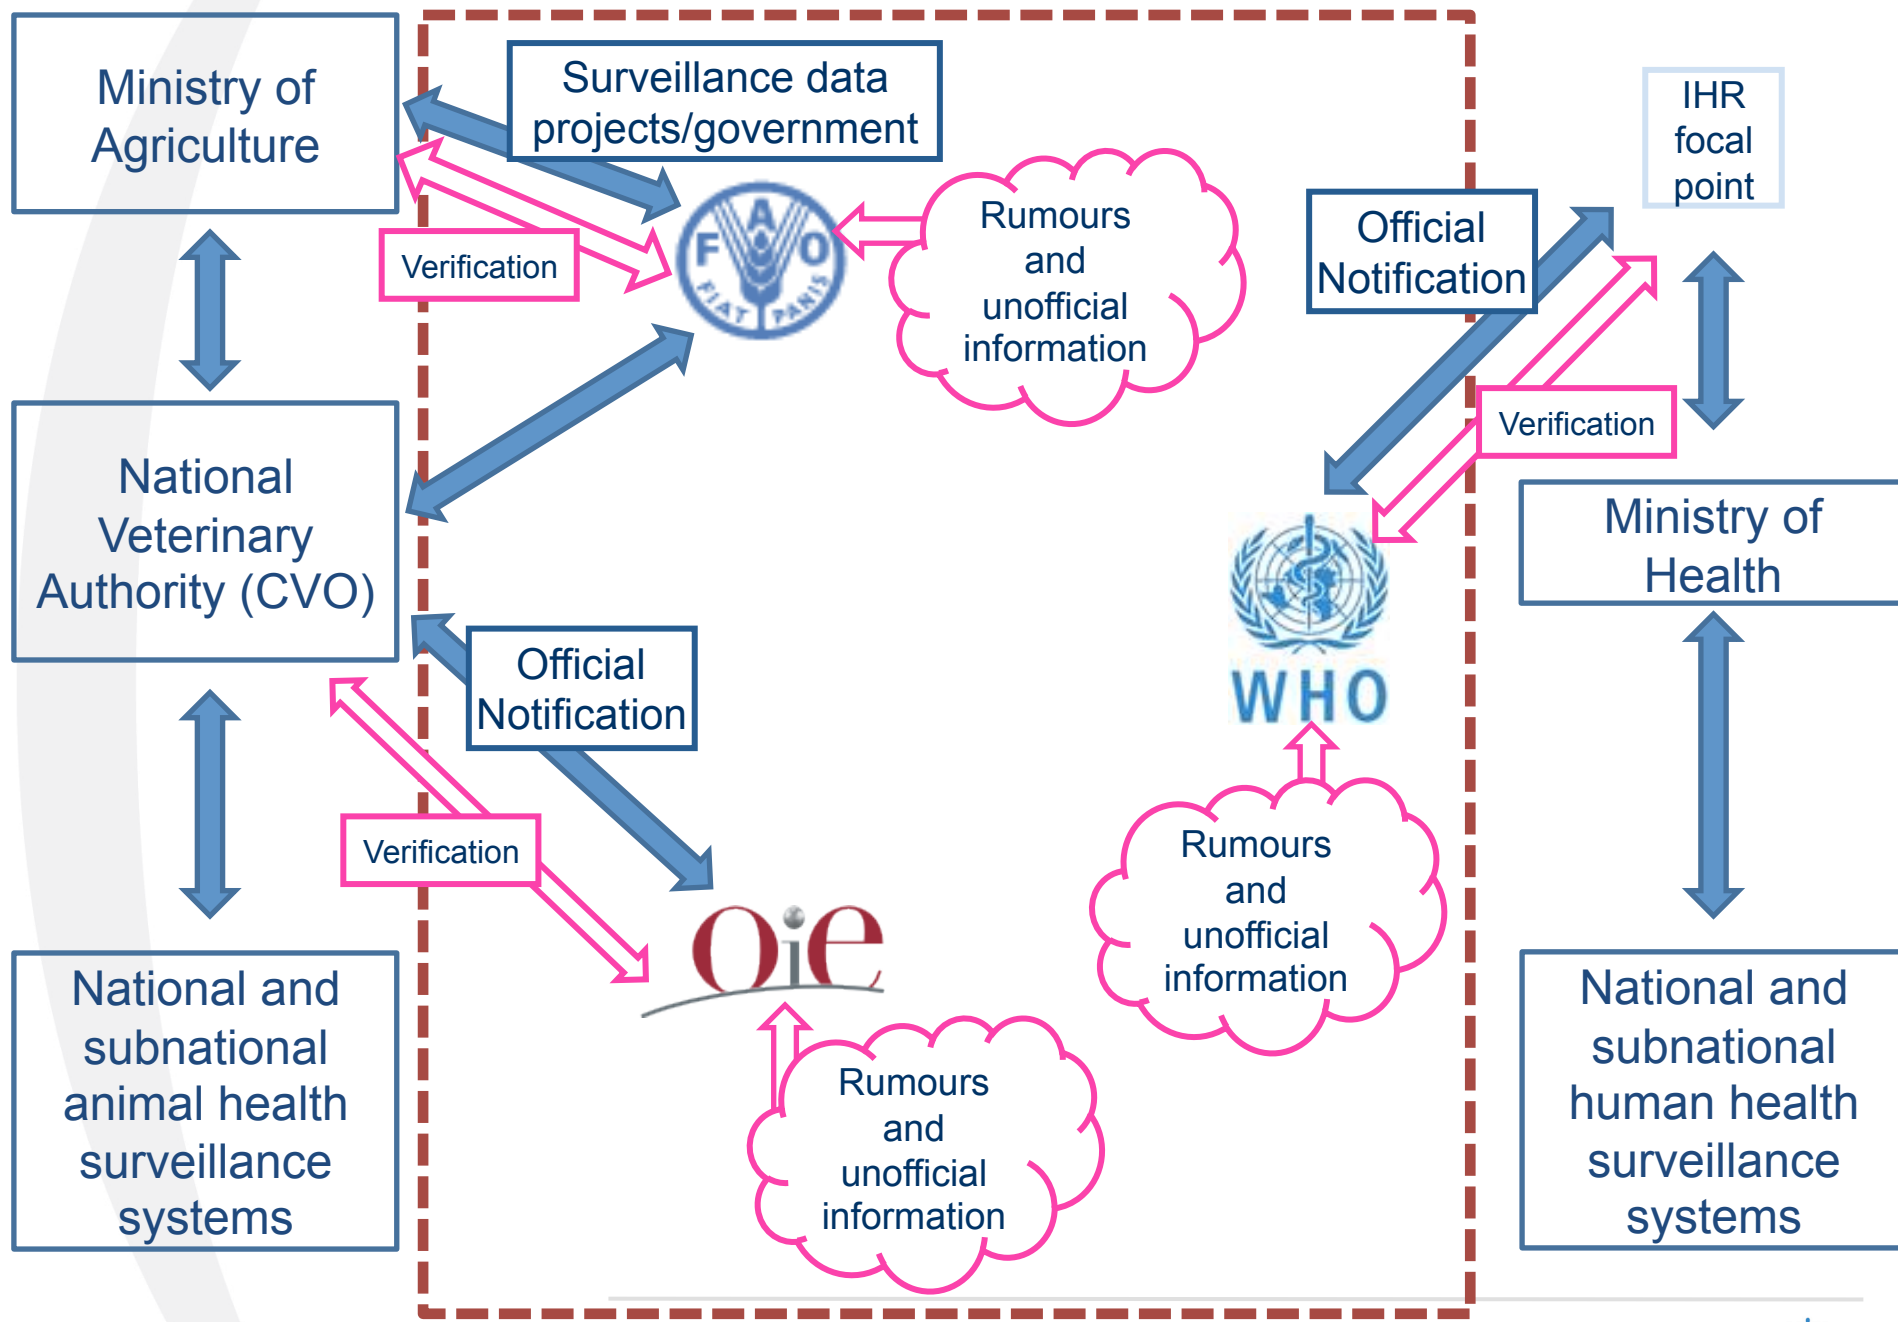 Ministry of
Agriculture
Surveillance data
projects/government
Verification
FAO
FIAT PANIS
Rumours
and
unofficial
information
Official
Notification
IHR
focal
point
Verification
National
Veterinary
Authority (CVO)
Official
Notification
Verification
WHO
Ministry of
Health
Rumours
and
unofficial
information
National and
subnational
animal health
surveillance
systems
OiE
Rumours
and
unofficial
information
National and
subnational
human health
surveillance
systems